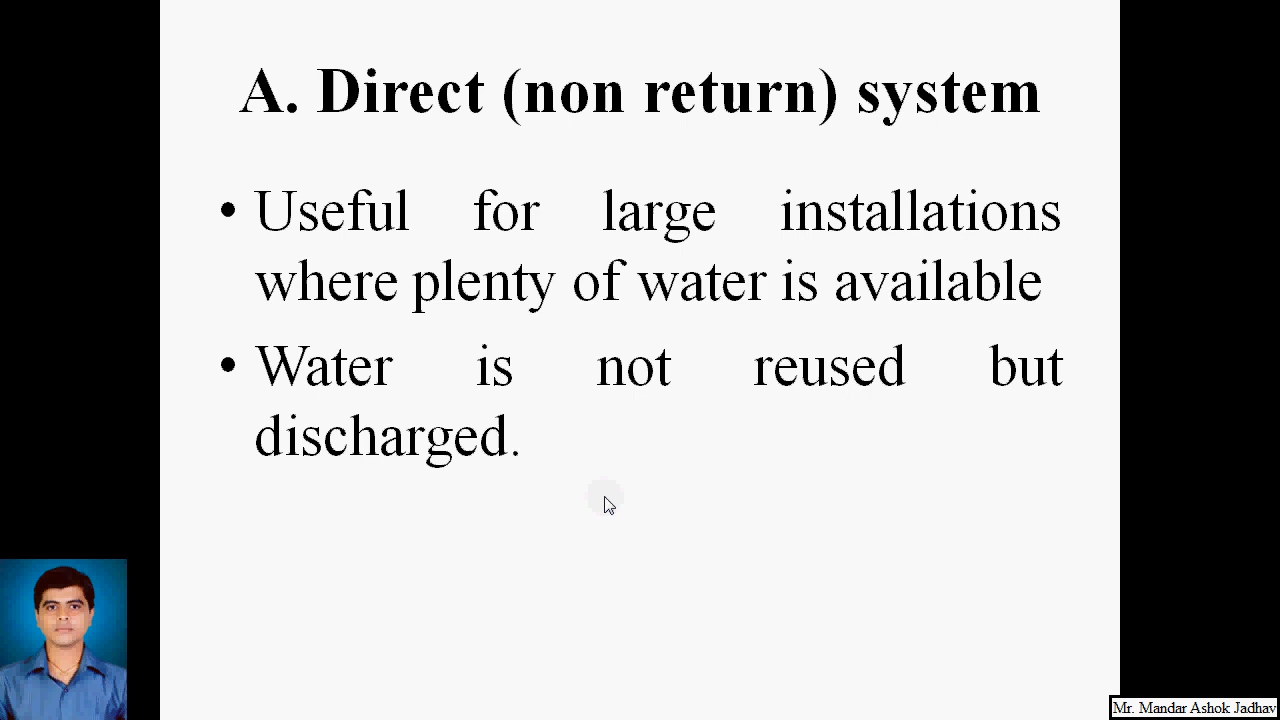 A. Direct (non return) system
• Useful for large installations
where plenty of water is available
• Water is not reused but
discharged.
Mr. Mandar Ashok Jadhav